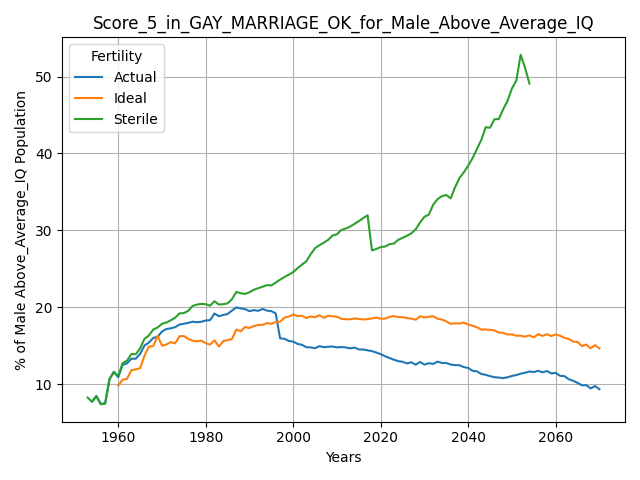 Score_5_in_GAY_MARRIAGE_OK_for_Male_Above_Average_IQ
Fertility
Actual
Ideal
Sterile
% of Male Above_Average_IQ Population
50
40
30
20
10
1960 1980 2000 2020 2040 2060
Years